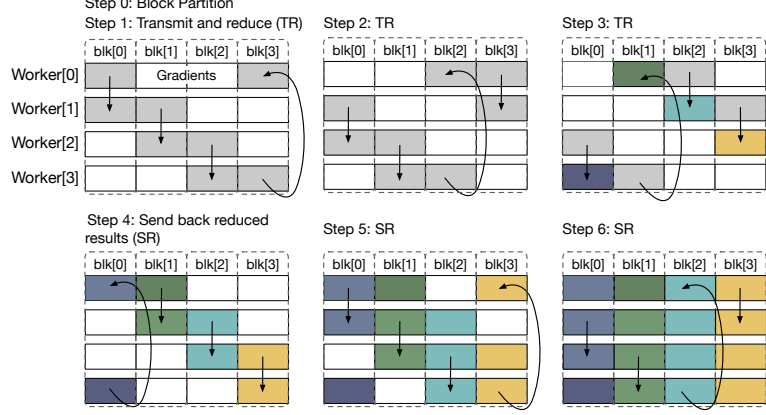 Step 0: Block Partition
Step 1: Transmit and reduce (TR)
Step 2: TR
Step 3: TR
blk[0] blk[1] blk[2] blk[3]
blk[0] blk[1] blk[2] blk[3]
blk[0] blk[1] blk[2] blk[3]
Worker[0]
Gradients
Worker[1]
Worker[2]
Worker[3]
Step 4: Send back reduced
results (SR)
Step 5: SR
Step 6: SR
blk[0] blk[1] blk[2] blk[3]
blk[0] blk[1] blk[2] blk[3]
blk[0] blk[1] blk[2] blk[3]